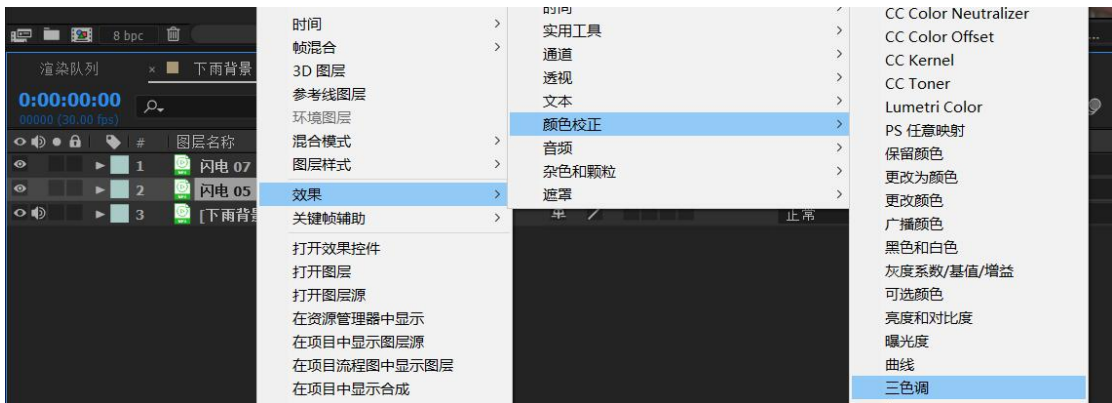 8 bpc
渲染队列
× 下雨背景
0:00:00:00
00000 (30.00 fps)
# 图层名称
1 闪电 07
2 闪电 05
3 [下雨背景
正常
时间
帧混合
3D 图层
参考线图层
环境图层
混合模式
图层样式
效果
关键帧辅助
打开效果控件
打开图层
打开图层源
在资源管理器中显示
在项目中显示图层源
在项目流程图中显示图层
在项目中显示合成
时间
实用工具
通道
透视
文本
颜色校正
音频
杂色和颗粒
遮罩
CC Color Neutralizer
CC Color Offset
CC Kernel
CC Toner
Lumetri Color
PS 任意映射
保留颜色
更改为颜色
更改颜色
广播颜色
黑色和白色
灰度系数/基值/增益
可选颜色
亮度和对比度
曝光度
曲线
三色调